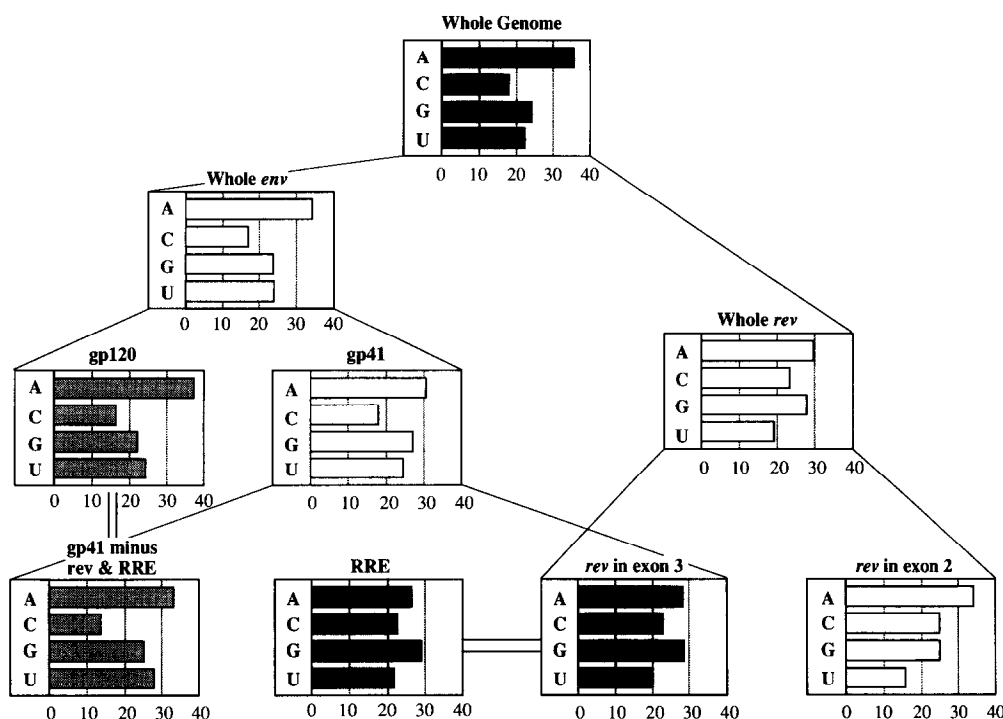 Whole Genome
A
C
G
U
0 10 20 30 40
Whole env
A
C
G
U
0 10 20 30 40
Whole rev
A
C
G
U
0 10 20 30 40
gp120
A
C
G
U
0 10 20 30 40
gp41
A
C
G
U
0 10 20 30 40
gp41 minus
rev & RRE
A
C
G
U
0 10 20 30 40
RRE
A
C
G
U
0 10 20 30 40
rev in exon 3
A
C
G
U
0 10 20 30 40
rev in exon 2
A
C
G
U
0 10 20 30 40